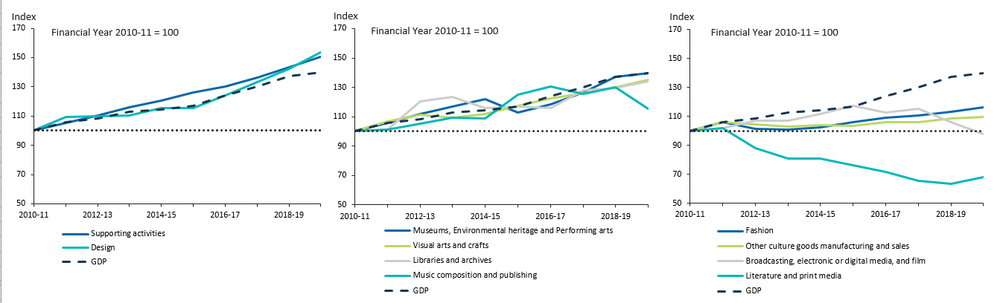 Index
170
Financial Year 2010-11 = 100
150
130
110
90
70
50
2010-11 2012-13 2014-15 2016-17 2018-19
Supporting activities
Design
GDP
Index
170
Financial Year 2010-11 = 100
150
130
110
90
70
50
2010-11 2012-13 2014-15 2016-17 2018-19
Museums, Environmental heritage and Performing arts
Visual arts and crafts
Libraries and archives
Music composition and publishing
GDP
Index
170
Financial Year 2010-11 = 100
150
130
110
90
70
50
2010-11 2012-13 2014-15 2016-17 2018-19
Fashion
Other culture goods manufacturing and sales
Broadcasting, electronic or digital media, and film
Literature and print media
GDP